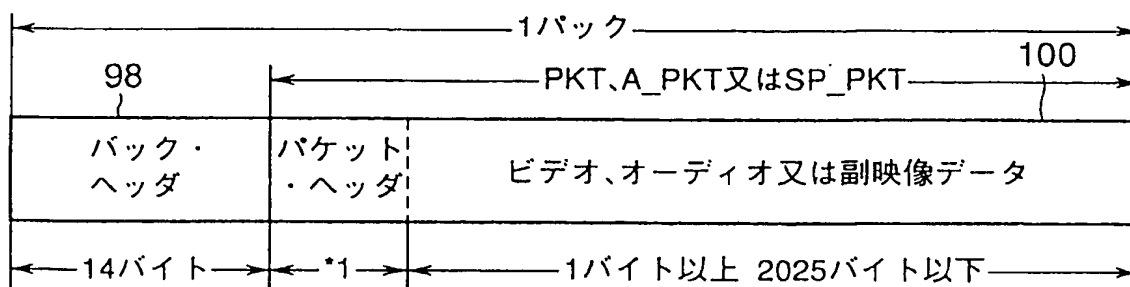 1パック
100
98
PKT、A_PKT又はSP_PKT
バック・
ヘッダ
パケット
・ヘッダ
ビデオ、オーディオ又は副映像データ
14バイト
*1
1バイト以上 2025バイト以下